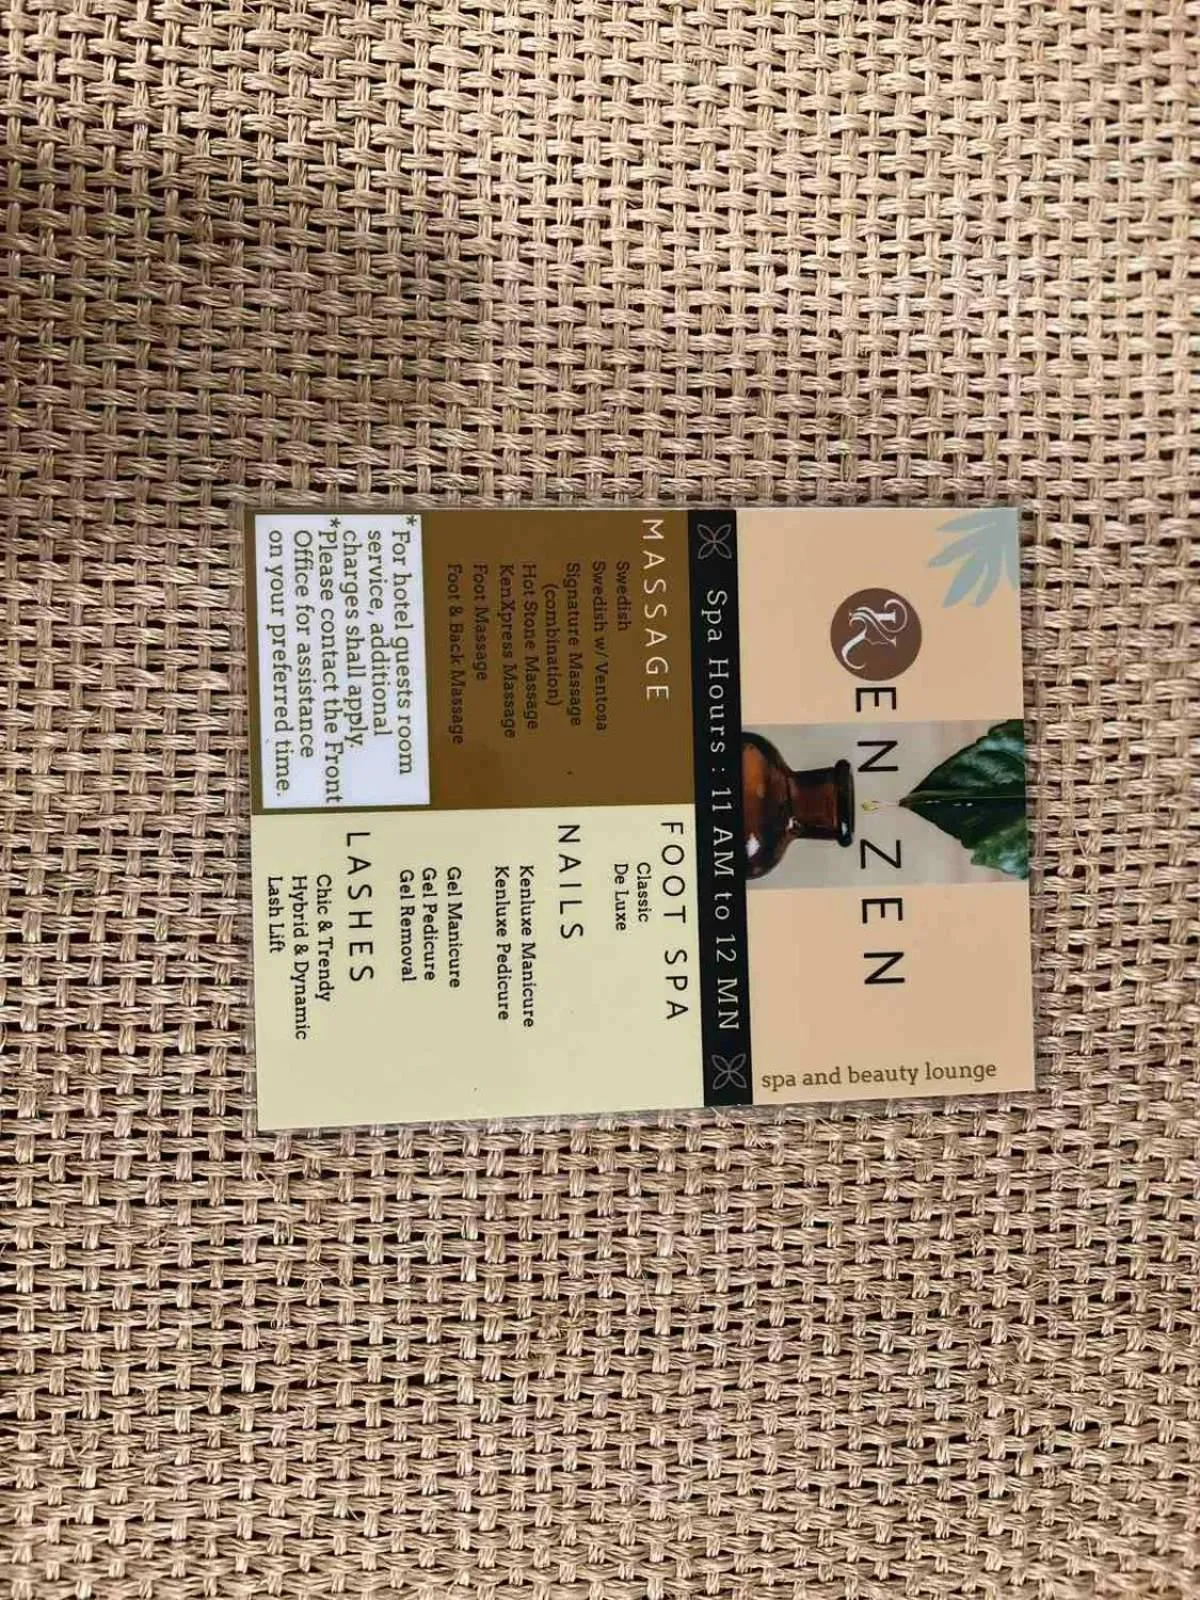 KEN ZEN
spa and beauty lounge
Spa Hours : 11 AM to 12 MN
MASSAGE
Swedish
Swedish w/ Ventosa
Signature Massage
(combination)
Hot Stone Massage
KenXpress Massage
Foot Massage
Foot & Back Massage
* For hotel guests room
service, additional
charges shall apply.
*Please contact the Front
Office for assistance
on your preferred time.
FOOT SPA
Classic
De Luxe
NAILS
Kenluxe Manicure
Kenluxe Pedicure
Gel Manicure
Gel Pedicure
Gel Removal
LASHES
Chic & Trendy
Hybrid & Dynamic
Lash Lift